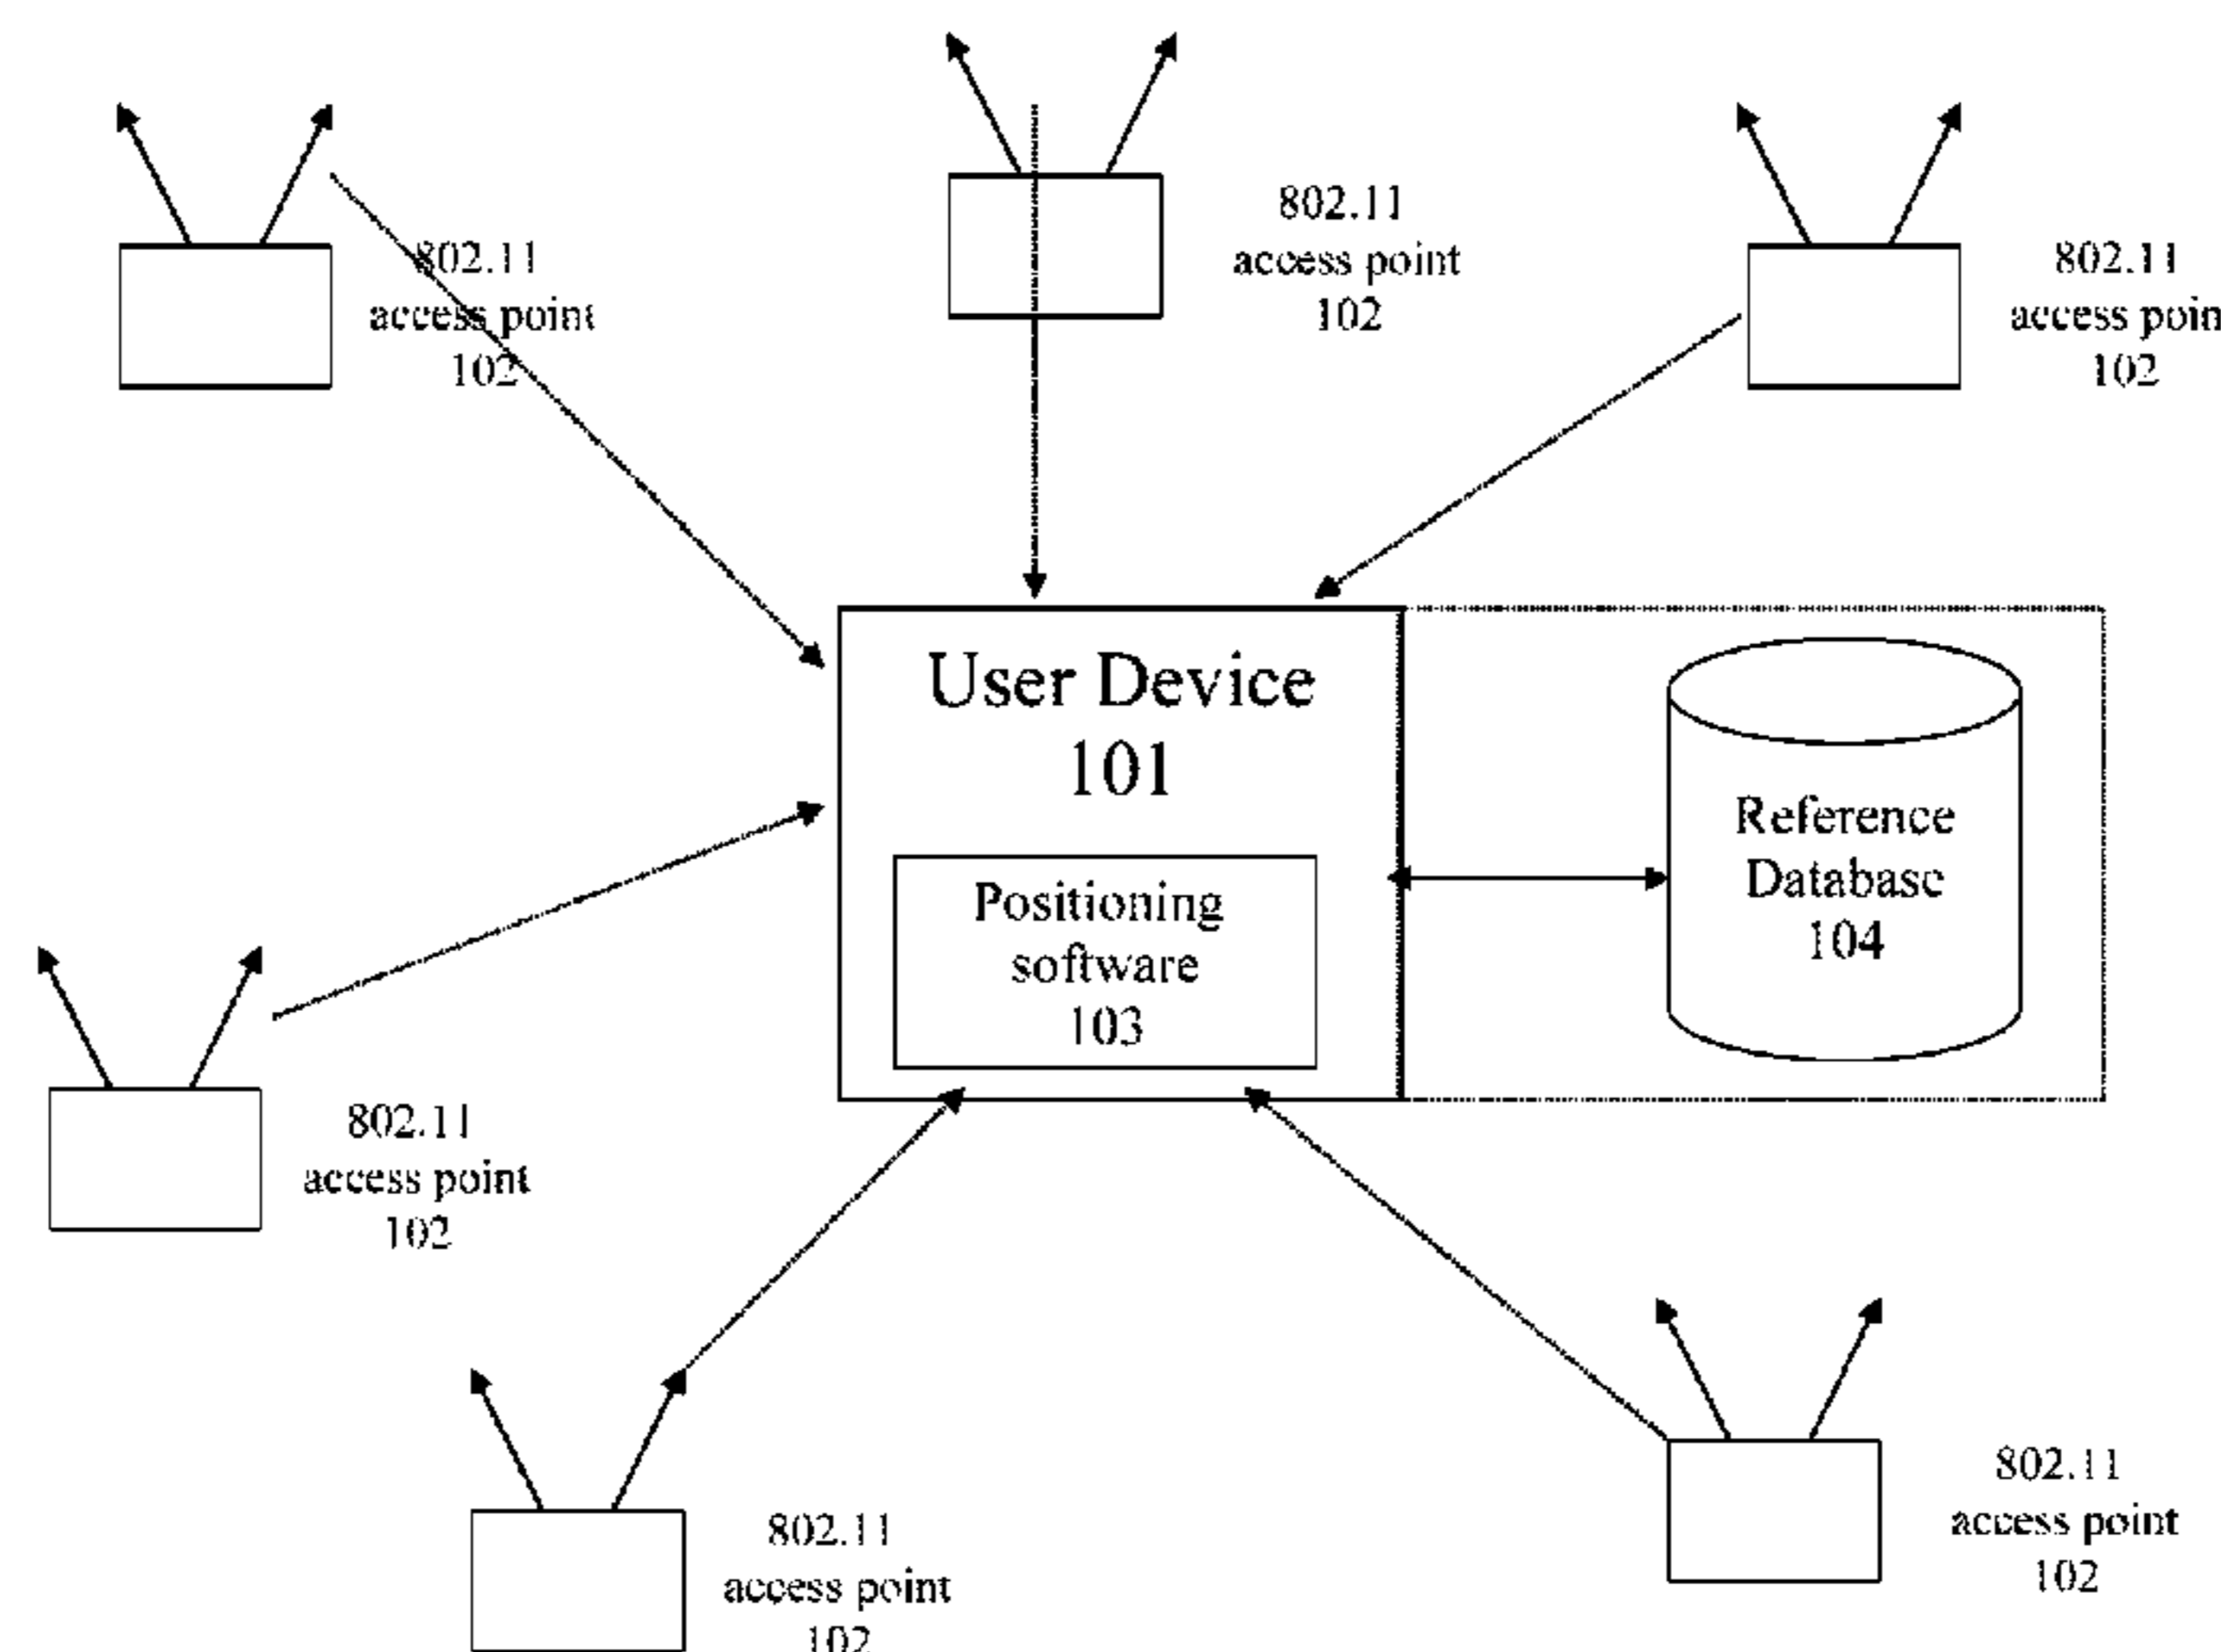 802.11
access point
102
802.11
access point
102
802.11
access poin
102
User Device
101
Positioning
software
103
Reference
Database
104
802.11
access point
102
802.11
access point
102
802.11
access point
102